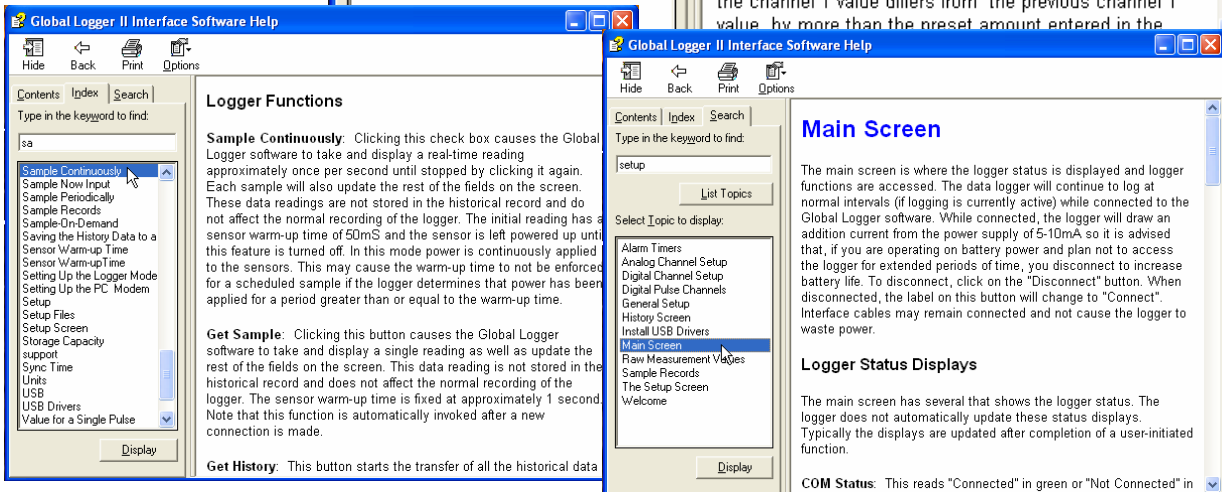 the channel 1 value differs from the previous channel 1
value by more than the preset amount entered in the
Global Logger II Interface Software Help
Hide Back Print Options
Contents Index Search
Type in the keyword to find:
sa
Sample Continuously
Sample Now Input
Sample Periodically
Sample Records
Sample-On-Demand
Saving the History Data to a
Sensor Warm-up Time
Sensor Warm-upTime
Setting Up the Logger Mode
Setting Up the PC Modem
Setup
Setup Files
Setup Screen
Storage Capacity
support
Sync Time
Units
USB
USB Drivers
Value for a Single Pulse
Display
Logger Functions
Sample Continuously: Clicking this check box causes the Global
Logger software to take and display a real-time reading
approximately once per second until stopped by clicking it again.
Each sample will also update the rest of the fields on the screen.
These data readings are not stored in the historical record and do
not affect the normal recording of the logger. The initial reading has a
sensor warm-up time of 50mS and the sensor is left powered up unti
this feature is turned off. In this mode power is continuously applied
to the sensors. This may cause the warm-up time to not be enforced
for a scheduled sample if the logger determines that power has been
applied for a period greater than or equal to the warm-up time.
Get Sample: Clicking this button causes the Global Logger
software to take and display a single reading as well as update the
rest of the fields on the screen. This data reading is not stored in the
historical record and does not affect the normal recording of the
logger. The sensor warm-up time is fixed at approximately 1 second.
Note that this function is automatically invoked after a new
connection is made.
Get History: This button starts the transfer of all the historical data
Global Logger II Interface Software Help
Hide Back Print Options
Contents Index Search
Type in the keyword to find:
setup
List Topics
Select Topic to display:
Alarm Timers
Analog Channel Setup
Digital Channel Setup
Digital Pulse Channels
General Setup
History Screen
Install USB Drivers
Main Screen
Raw Measurement Values
Sample Records
The Setup Screen
Welcome
Display
Main Screen
The main screen is where the logger status is displayed and logger
functions are accessed. The data logger will continue to log at
normal intervals (if logging is currently active) while connected to the
Global Logger software. While connected, the logger will draw an
addition current from the power supply of 5-10mA so it is advised
that, if you are operating on battery power and plan not to access
the logger for extended periods of time, you disconnect to increase
battery life. To disconnect, click on the "Disconnect" button. When
disconnected, the label on this button will change to "Connect".
Interface cables may remain connected and not cause the logger to
waste power.
Logger Status Displays
The main screen has several that shows the logger status. The
logger does not automatically update these status displays.
Typically the displays are updated after completion of a user-initiated
function.
COM Status: This reads "Connected" in green or "Not Connected" in